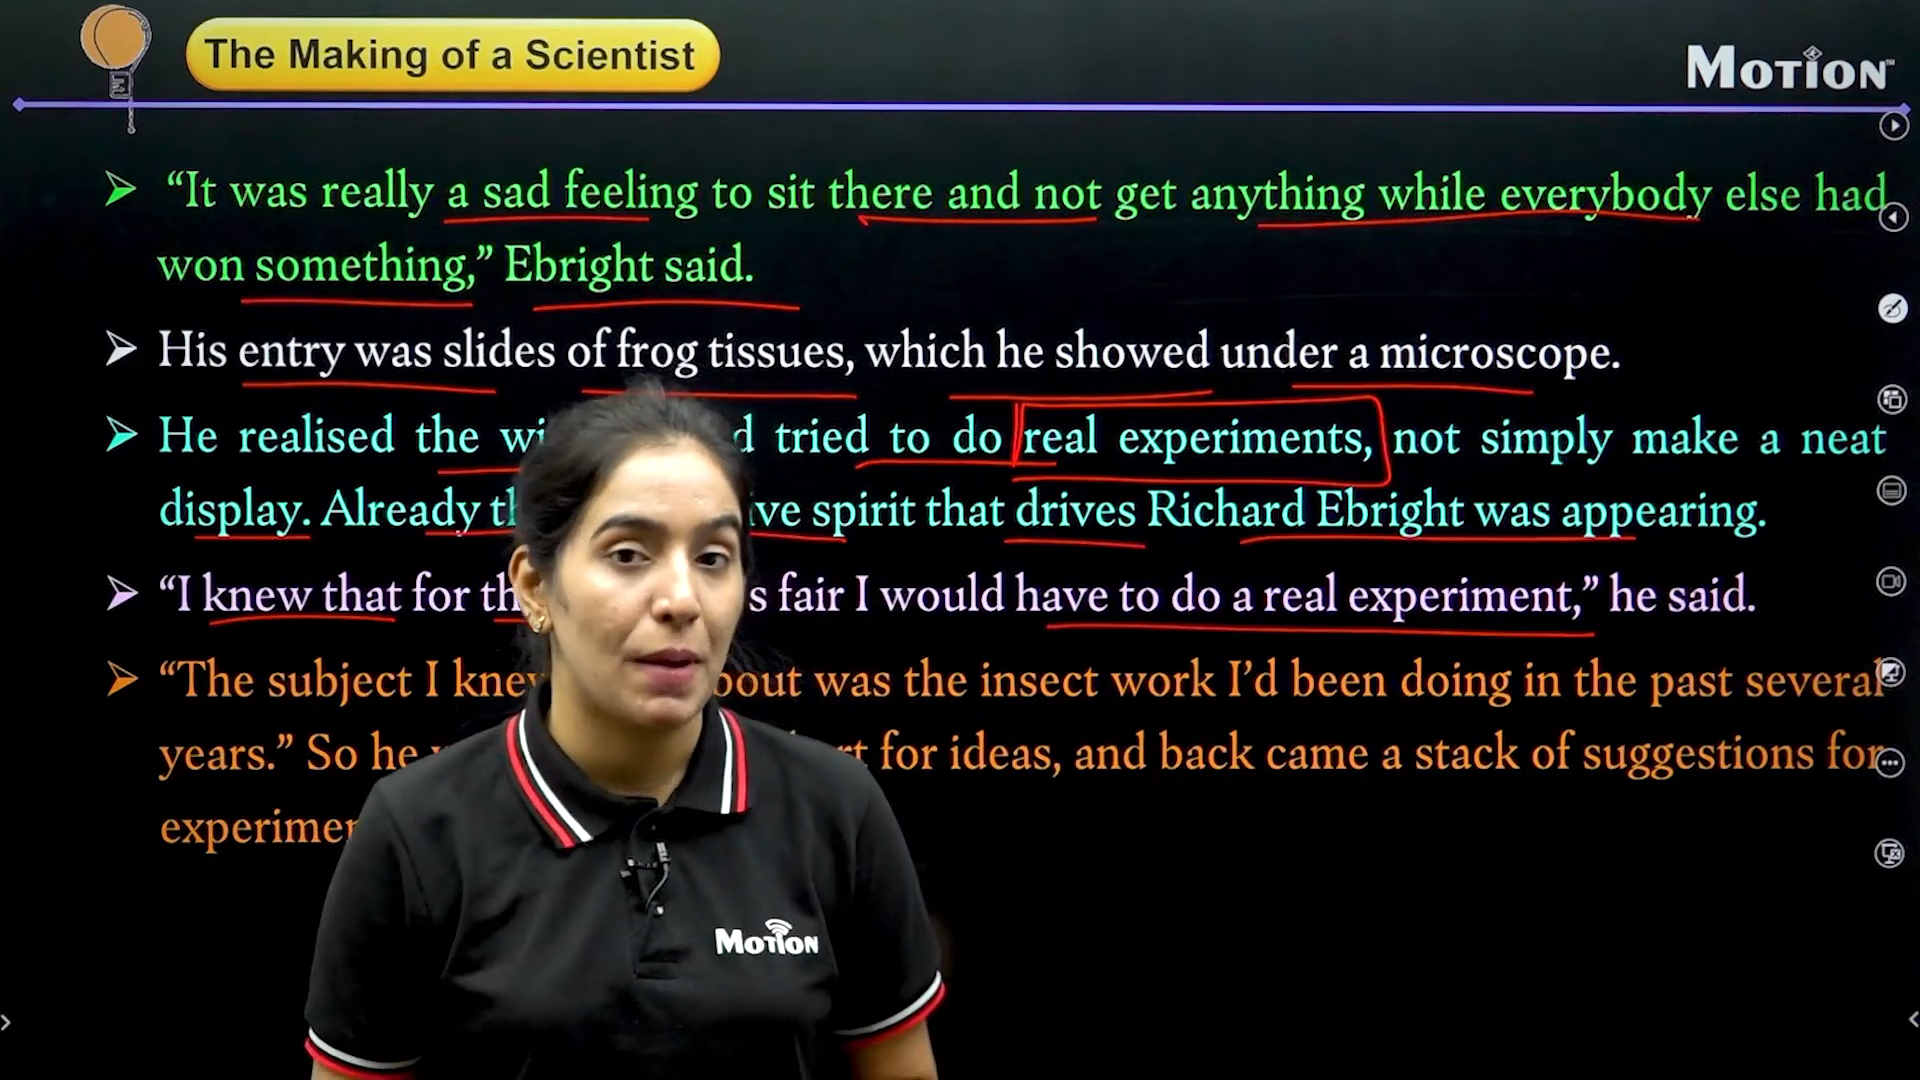 The Making of a Scientist
MOTION
“It was really a sad feeling to sit there and not get anything while everybody else had
won something,” Ebright said.
His entry was slides of frog tissues, which he showed under a microscope.
He realised the tried to do real experiments, not simply make a neat
display. Already spirit that drives Richard Ebright was appearing.
“I knew that for fair I would have to do a real experiment,” he said.
“The subject I was the insect work I’d been doing in the past several
years.” So he for ideas, and back came a stack of suggestions for
MOTION